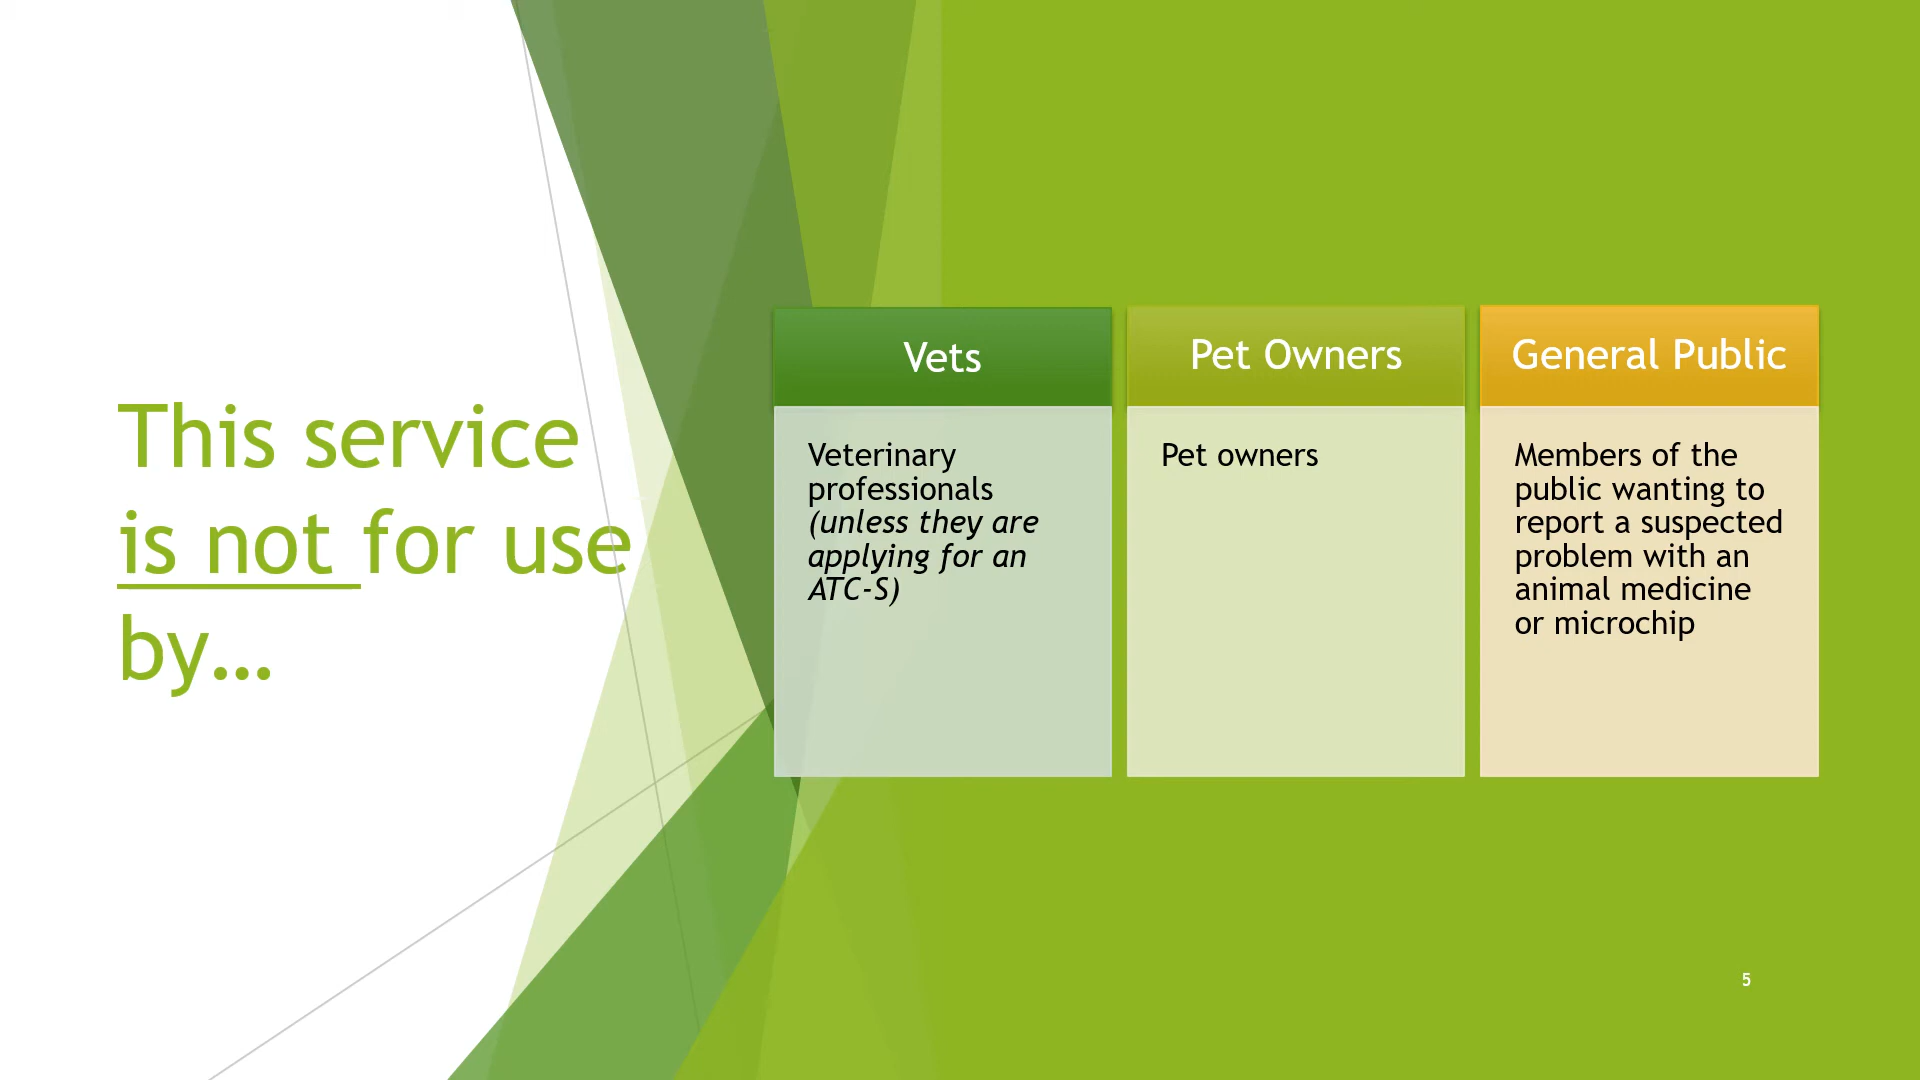 This service
is not for use
by...
Vets
Veterinary
professionals
(unless they are
applying for an
ATC-S)
Pet Owners
Pet owners
General Public
Members of the
public wanting to
report a suspected
problem with an
animal medicine
or microchip
5